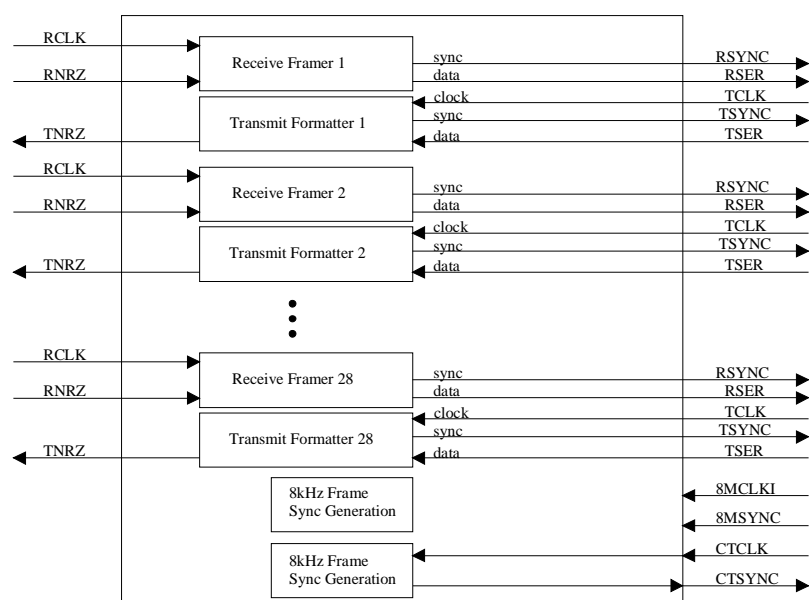 RCLK
Receive Framer 1
sync
RSYNC
RNRZ
data
RSER
clock
TCLK
Transmit Formatter 1
sync
TSYNC
TNRZ
data
TSER
RCLK
Receive Framer 2
sync
RSYNC
RNRZ
data
RSER
clock
TCLK
Transmit Formatter 2
sync
TSYNC
TNRZ
data
TSER
RCLK
Receive Framer 28
sync
RSYNC
RNRZ
data
RSER
clock
TCLK
Transmit Formatter 28
sync
TSYNC
TNRZ
data
TSER
8kHz Frame
Sync Generation
8MCLKI
8MSYNC
8kHz Frame
Sync Generation
CTCLK
CTSYNC